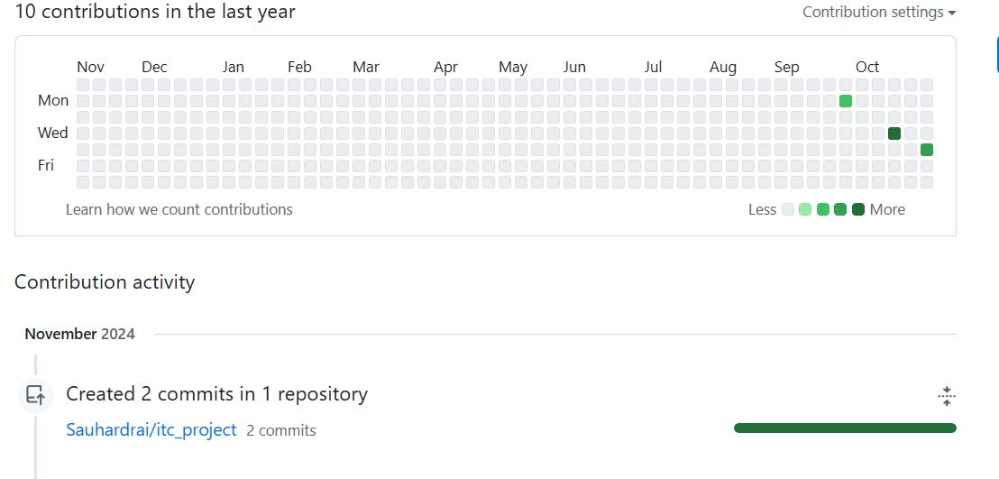 10 contributions in the last year
Contribution settings
Nov Dec Jan Feb Mar Apr May Jun Jul Aug Sep Oct
Mon
Wed
Fri
Learn how we count contributions
Less More
Contribution activity
November 2024
Created 2 commits in 1 repository
Sauhardrai/itc_project 2 commits